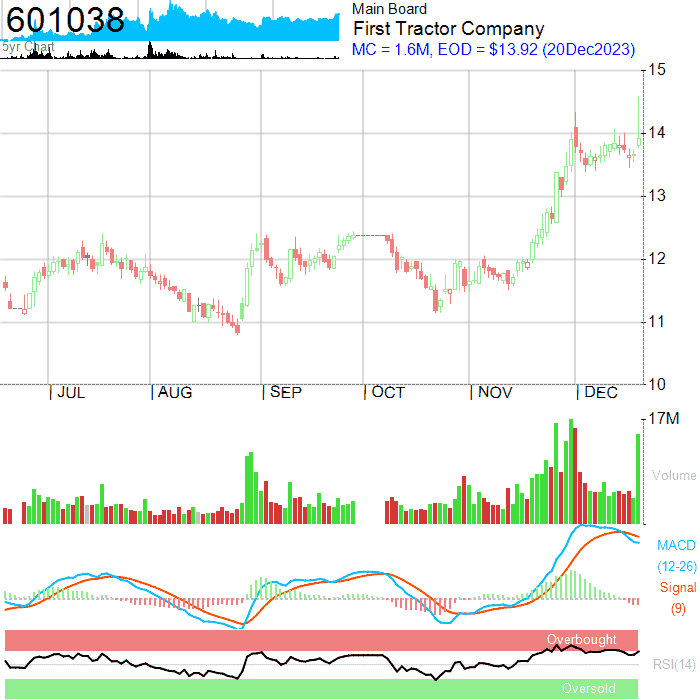 601038
5yr Chart
Main Board
First Tractor Company
MC = 1.6M, EOD = $13.92 (20Dec2023)
15
14
13
12
11
10
JUL AUG SEP OCT NOV DEC
17M
Volume
MACD
(12-26)
Signal
(9)
Overbought
RSI(14)
Oversold